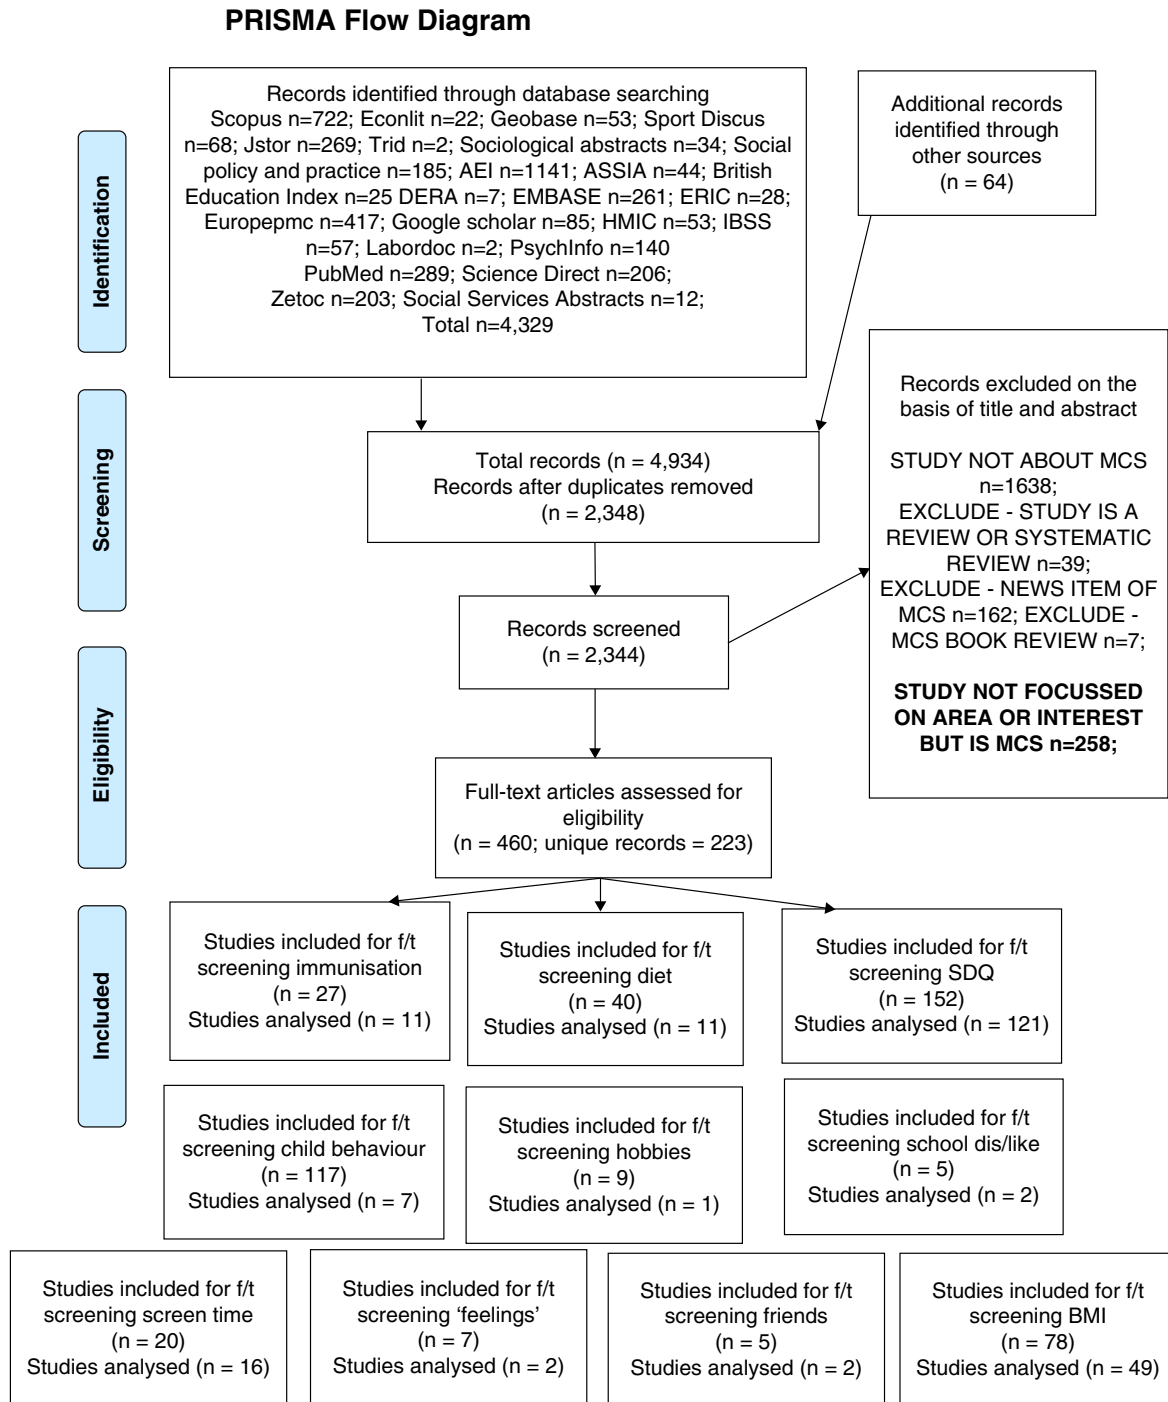 PRISMA Flow Diagram
Identification
Records identified through database searching
Scopus n=722; Econlit n=22; Geobase n=53; Sport Discus
n=68; Jstor n=269; Trid n=2; Sociological abstracts n=34; Social
policy and practice n=185; AEI n=1141; ASSIA n=44; British
Education Index n=25 DERA n=7; EMBASE n=261; ERIC n=28;
Europepmc n=417; Google scholar n=85; HMIC n=53; IBSS
n=57; Labordoc n=2; PsychInfo n=140
PubMed n=289; Science Direct n=206;
Zetoc n=203; Social Services Abstracts n=12;
Total n=4,329
Additional records
identified through
other sources
(n = 64)
Screening
Total records (n = 4,934)
Records after duplicates removed
(n = 2,348)
Records screened
(n = 2,344)
Records excluded on the
basis of title and abstract
STUDY NOT ABOUT MCS
n=1638;
EXCLUDE - STUDY IS A
REVIEW OR SYSTEMATIC
REVIEW n=39;
EXCLUDE - NEWS ITEM OF
MCS n=162; EXCLUDE -
MCS BOOK REVIEW n=7;
STUDY NOT FOCUSSED
ON AREA OR INTEREST
BUT IS MCS n=258;
Eligibility
Full-text articles assessed for
eligibility
(n = 460; unique records = 223)
Included
Studies included for f/t
screening immunisation
(n = 27)
Studies analysed (n = 11)
Studies included for f/t
screening diet
(n = 40)
Studies analysed (n = 11)
Studies included for f/t
screening SDQ
(n = 152)
Studies analysed (n = 121)
Studies included for f/t
screening child behaviour
(n = 117)
Studies analysed (n = 7)
Studies included for f/t
screening hobbies
(n = 9)
Studies analysed (n = 1)
Studies included for f/t
screening school dis/like
(n = 5)
Studies analysed (n = 2)
Studies included for f/t
screening screen time
(n = 20)
Studies analysed (n = 16)
Studies included for f/t
screening ‘feelings’
(n = 7)
Studies analysed (n = 2)
Studies included for f/t
screening friends
(n = 5)
Studies analysed (n = 2)
Studies included for f/t
screening BMI
(n = 78)
Studies analysed (n = 49)